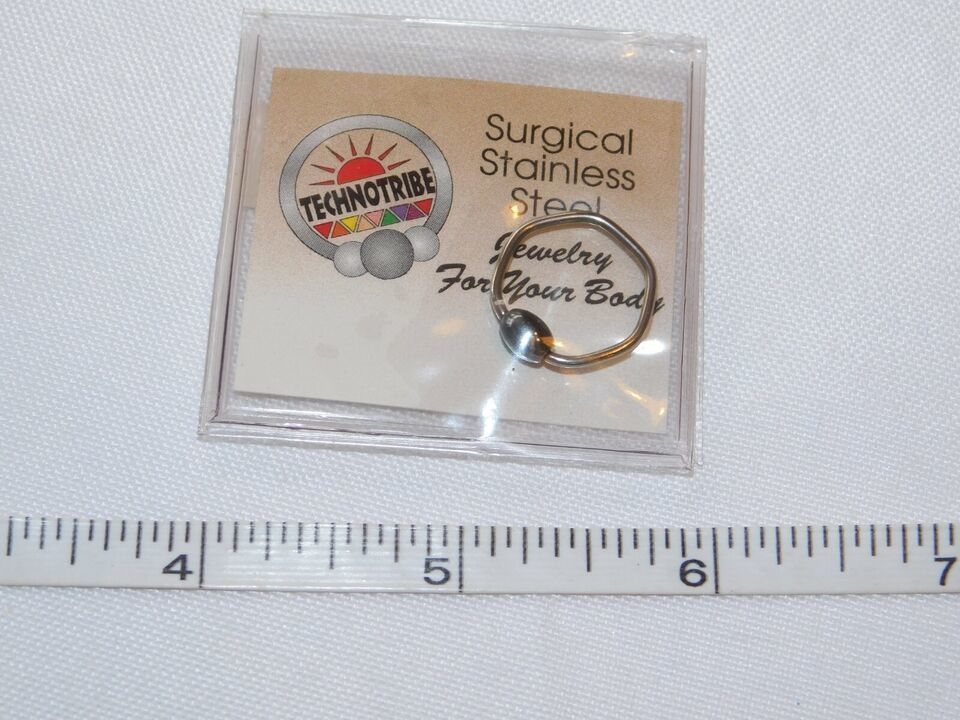 TECHNOTRIBE
Surgical
Stainless
Steel
Jewelry
For Your Body
4 5 6 7